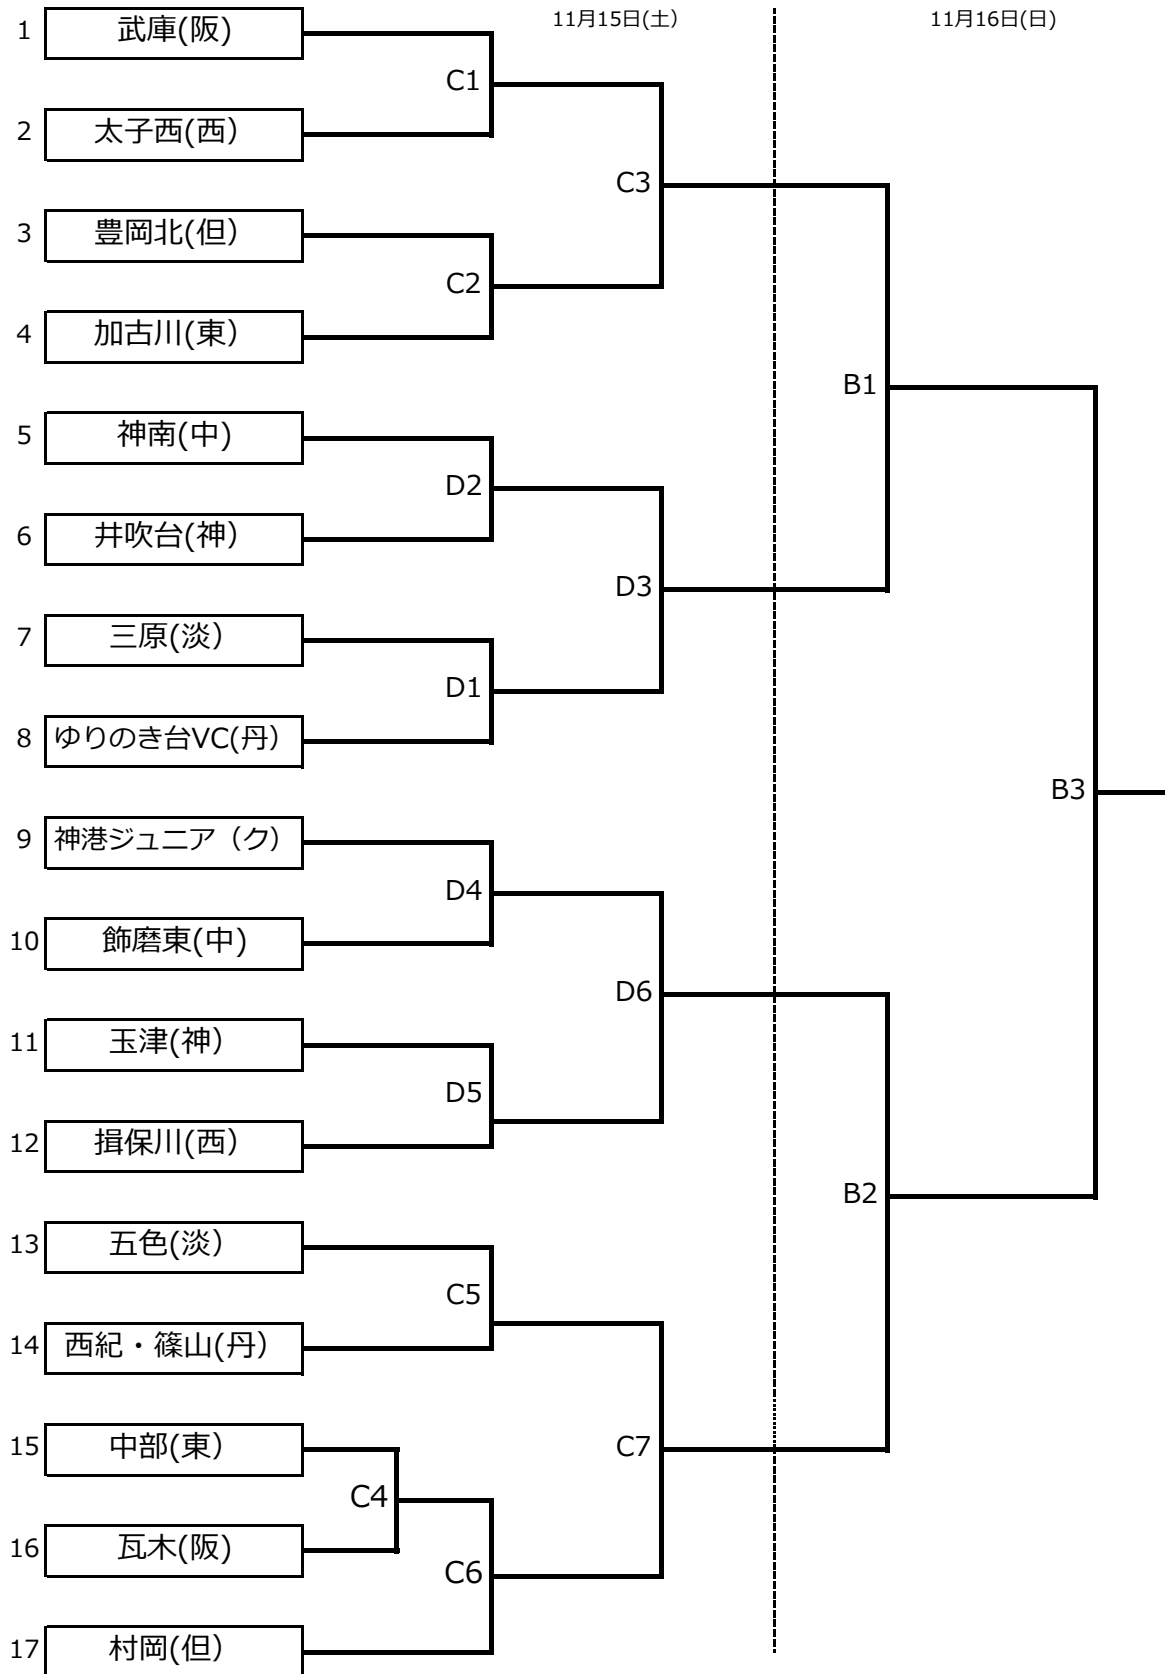 11月15日(土)
11月16日(日)
1 武庫(阪)
C1
2 太子西(西)
C3
3 豊岡北(但)
C2
4 加古川(東)
B1
5 神南(中)
D2
6 井吹台(神)
D3
7 三原(淡)
D1
8 ゆりのき台VC(丹)
B3
9 神港ジュニア（ク）
D4
10 飾磨東(中)
D6
11 玉津(神)
D5
12 揖保川(西)
B2
13 五色(淡)
C5
14 西紀・篠山(丹)
15 中部(東)
C7
C4
16 瓦木(阪)
C6
17 村岡(但)